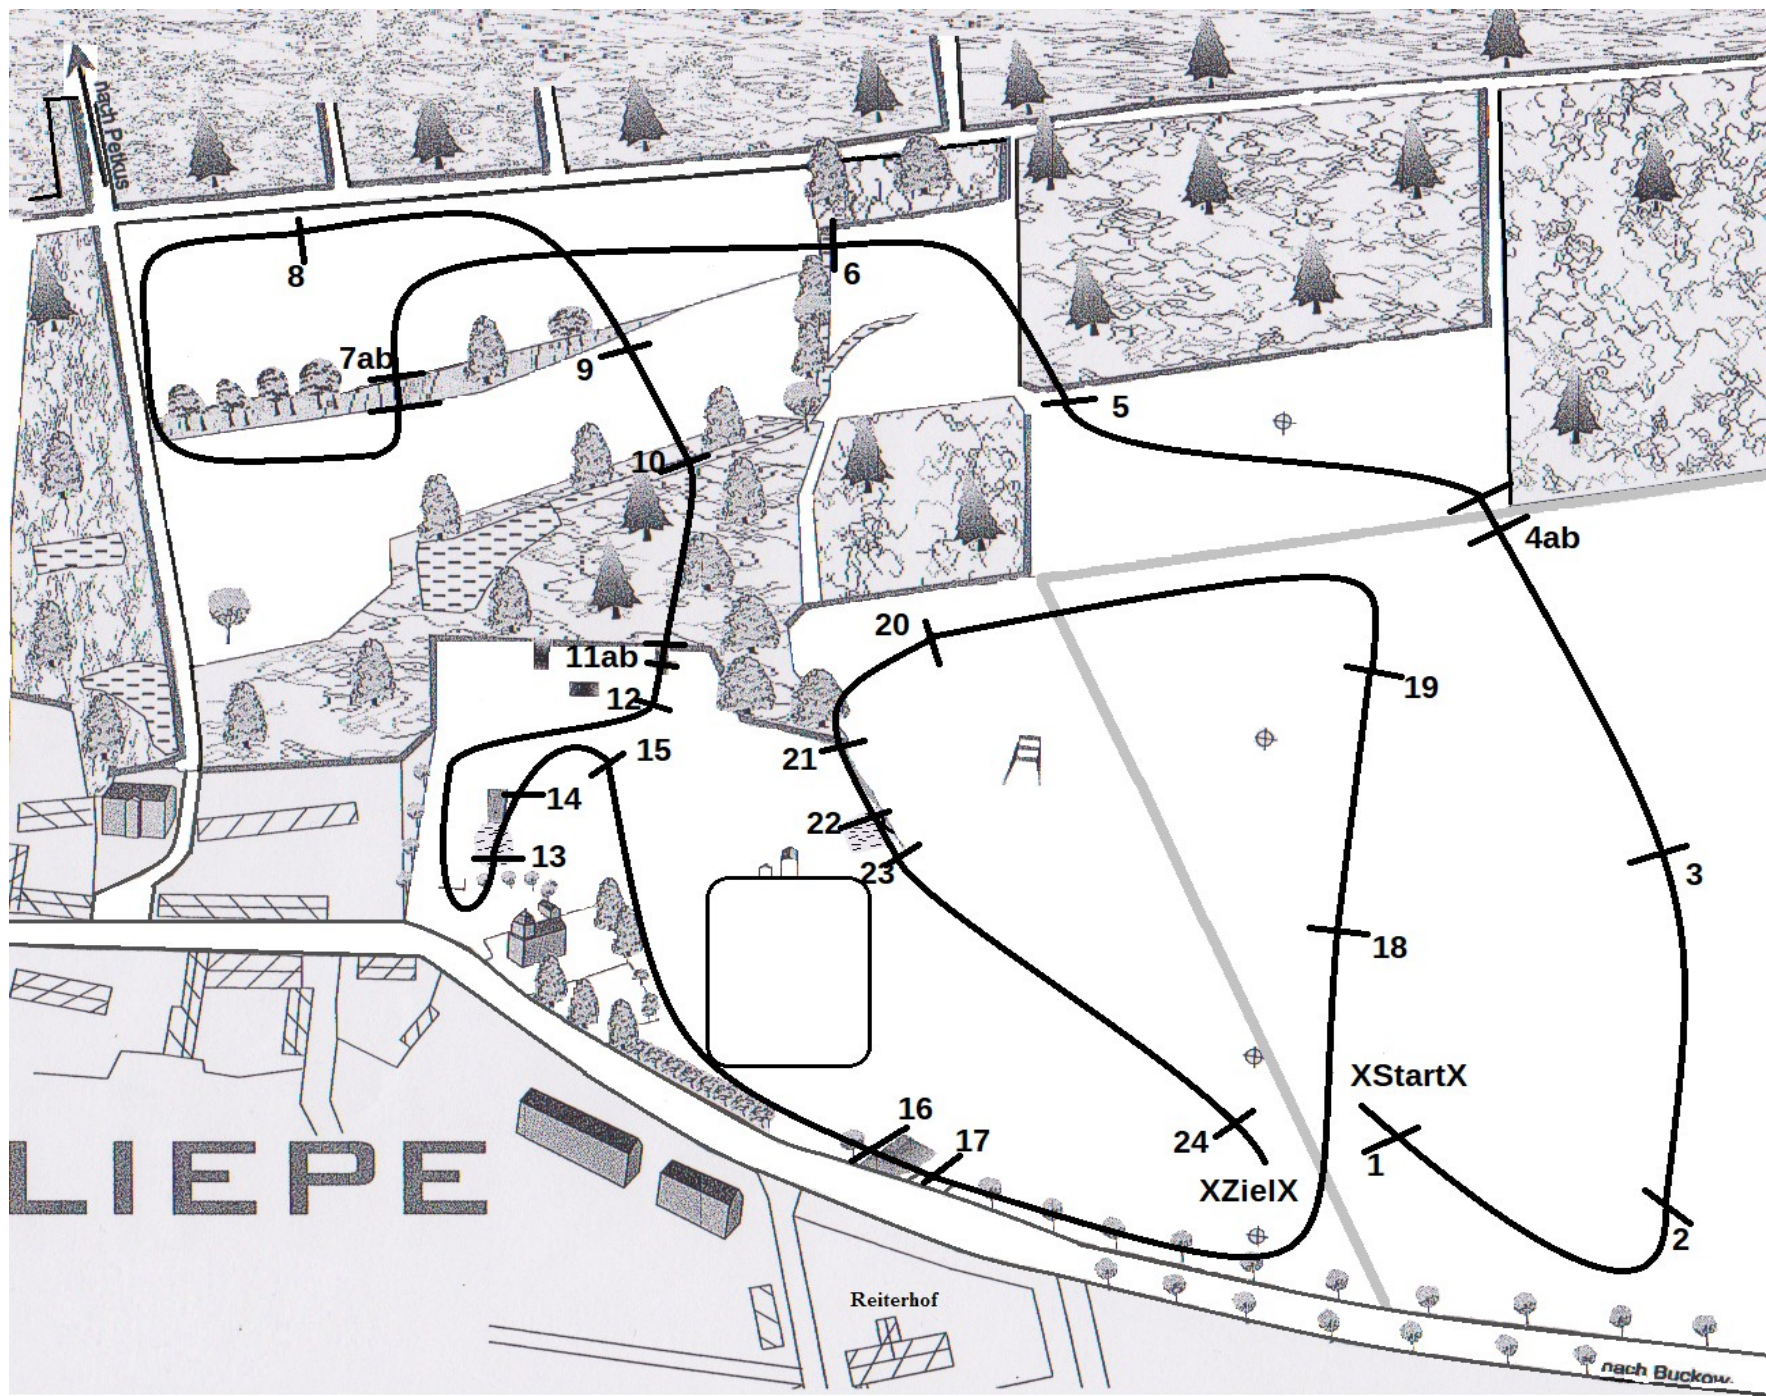 nach Petkus
8
6
7ab
9
5
10
4ab
20
11ab
19
12
15
21
14
22
13
3
23
18
XStartX
16
17
24
1
XZielX
2
LIEPE
Reiterhof
nach Buckow